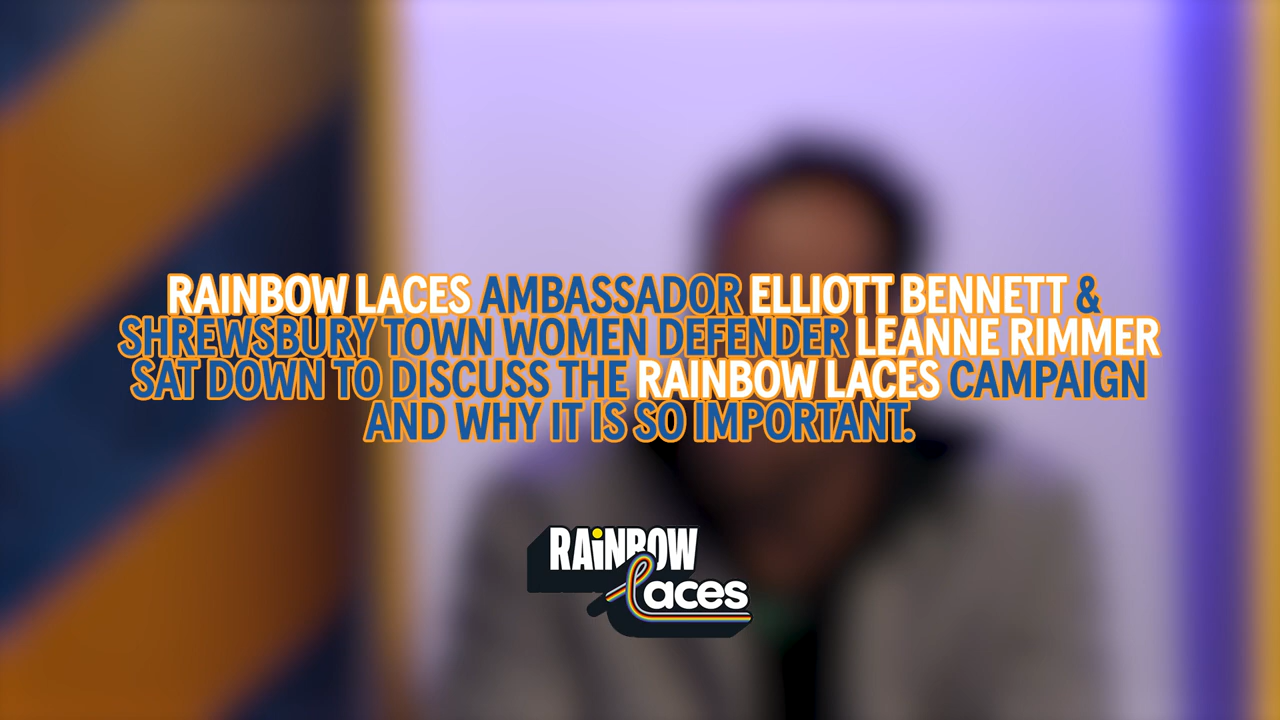 RAINBOW LACES AMBASSADOR ELLIOTT BENNETT &
SHREWSBURY TOWN WOMEN DEFENDER LEANNE RIMMER
SAT DOWN TO DISCUSS THE RAINBOW LACES CAMPAIGN
AND WHY IT IS SO IMPORTANT.
RAiNBOW
Laces